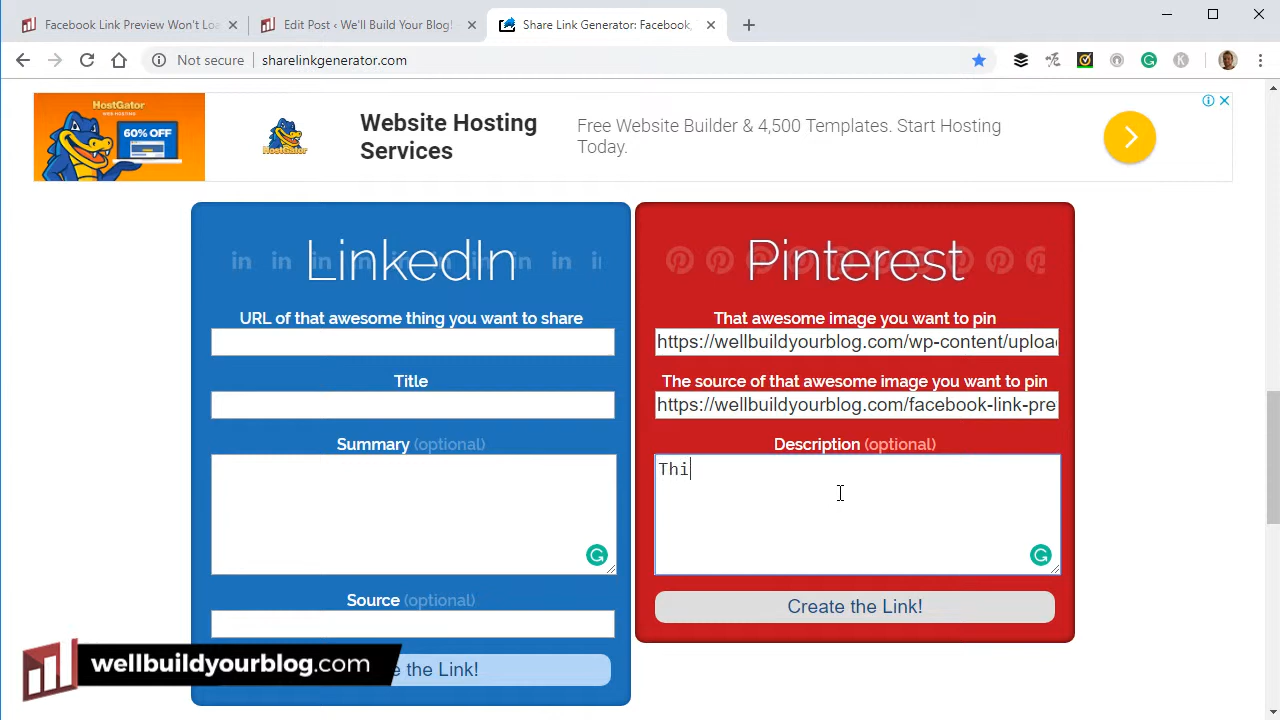 Facebook Link Preview Won't Loa
Edit Post ‹ We'll Build Your Blog!
Share Link Generator: Facebook,
Not secure
sharelinkgenerator.com
HostGator
WEB HOSTING
60% OFF
HostGator
Website Hosting
Services
Free Website Builder & 4,500 Templates. Start Hosting
Today.
LinkedIn
URL of that awesome thing you want to share
Title
Summary (optional)
Source (optional)
e the Link!
Pinterest
That awesome image you want to pin
https://wellbuildyourblog.com/wp-content/uploa
The source of that awesome image you want to pin
https://wellbuildyourblog.com/facebook-link-pre
Description (optional)
Thi
Create the Link!
wellbuildyourblog.com